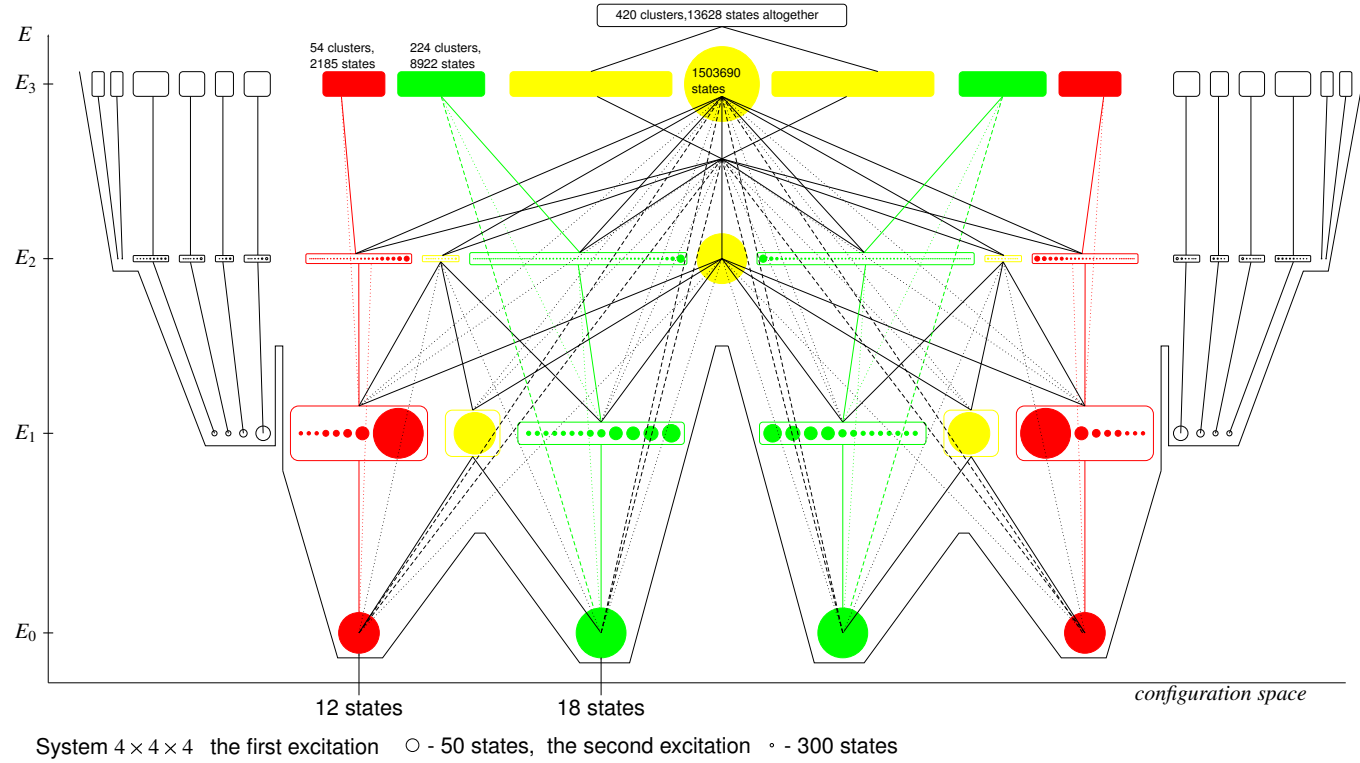 420 clusters,13628 states altogether
E
54 clusters,
2185 states
224 clusters,
8922 states
1503690
states
E3
E2
E1
E0
configuration space
12 states
18 states
System 4 × 4 × 4 the first excitation - 50 states, the second excitation - 300 states